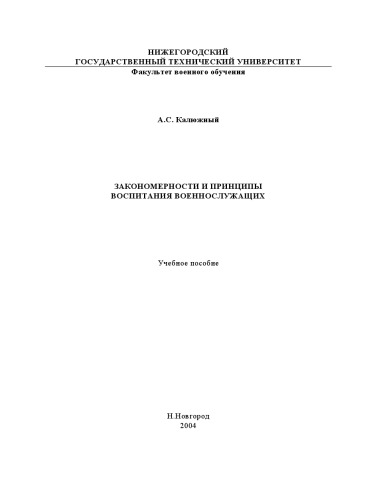 НИЖЕГОРОДСКИЙ
ГОСУДАРСТВЕННЫЙ ТЕХНИЧЕСКИЙ УНИВЕРСИТЕТ
Факультет военного обучения
А.С. Калюжный
ЗАКОНОМЕРНОСТИ И ПРИНЦИПЫ
ВОСПИТАНИЯ ВОЕННОСЛУЖАЩИХ
Учебное пособие
Н.Новгород
2004